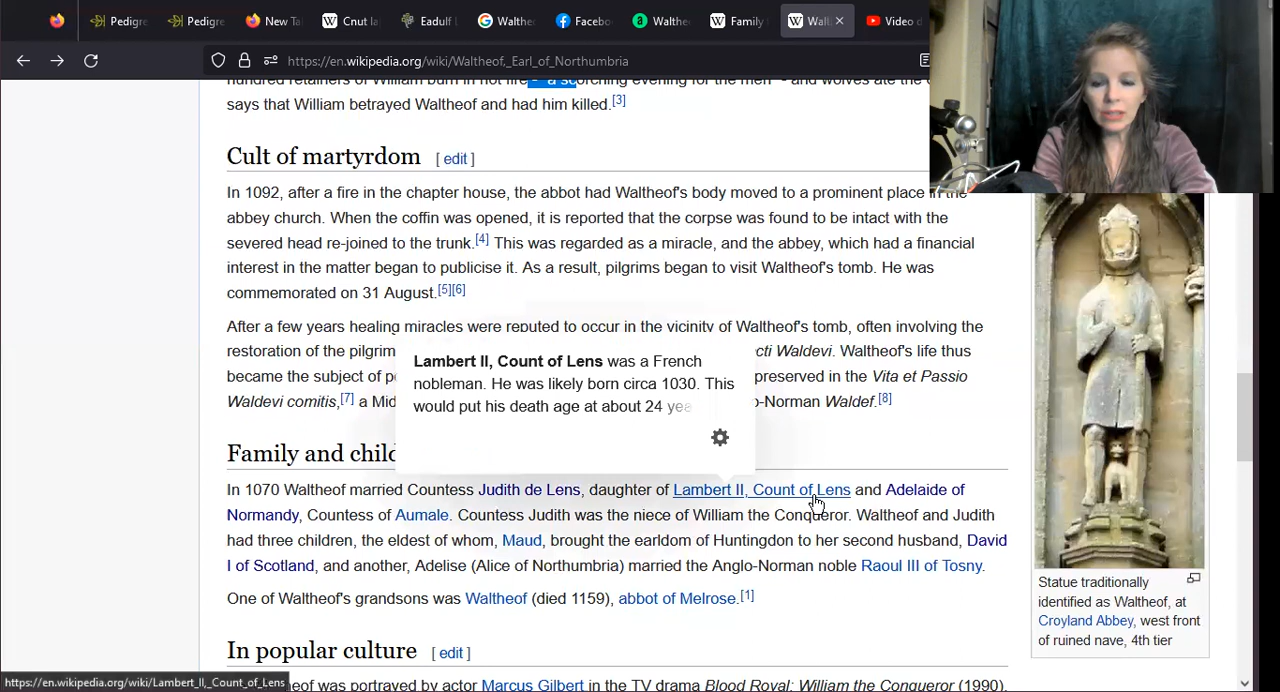 Pedigre
Pedigre
New Ta
Cnut la
Eadulf
Walthe
Facebo
Walthe
Family
Walt
Video d
https://en.wikipedia.org/wiki/Waltheof,_Earl_of_Northumbria
says that William betrayed Waltheof and had him killed.[3]
Cult of martyrdom [ edit ]
In 1092, after a fire in the chapter house, the abbot had Waltheof's body moved to a prominent place in the
abbey church. When the coffin was opened, it is reported that the corpse was found to be intact with the
severed head re-joined to the trunk.[4] This was regarded as a miracle, and the abbey, which had a financial
interest in the matter began to publicise it. As a result, pilgrims began to visit Waltheof's tomb. He was
commemorated on 31 August.[5][6]
After a few years healing miracles were reputed to occur in the vicinity of Waltheof's tomb, often involving the
restoration of the pilgrim
cti Waldevi. Waltheof's life thus
became the subject of p
preserved in the Vita et Passio
Waldevi comitis,[7] a Mid
o-Norman Waldef.[8]
Lambert II, Count of Lens was a French
nobleman. He was likely born circa 1030. This
would put his death age at about 24 yea
Family and chilc
In 1070 Waltheof married Countess Judith de Lens, daughter of Lambert II, Count of Lens and Adelaide of
Normandy, Countess of Aumale. Countess Judith was the niece of William the Conqueror. Waltheof and Judith
had three children, the eldest of whom, Maud, brought the earldom of Huntingdon to her second husband, David
I of Scotland, and another, Adelise (Alice of Northumbria) married the Anglo-Norman noble Raoul III of Tosny.
One of Waltheof's grandsons was Waltheof (died 1159), abbot of Melrose.[1]
In popular culture [ edit ]
heof was portrayed by actor Marcus Gilbert in the TV drama Blood Royal: William the Conqueror (1990).
Statue traditionally
identified as Waltheof, at
Croyland Abbey, west front
of ruined nave, 4th tier
https://en.wikipedia.org/wiki/Lambert_II,_Count_of_Lens